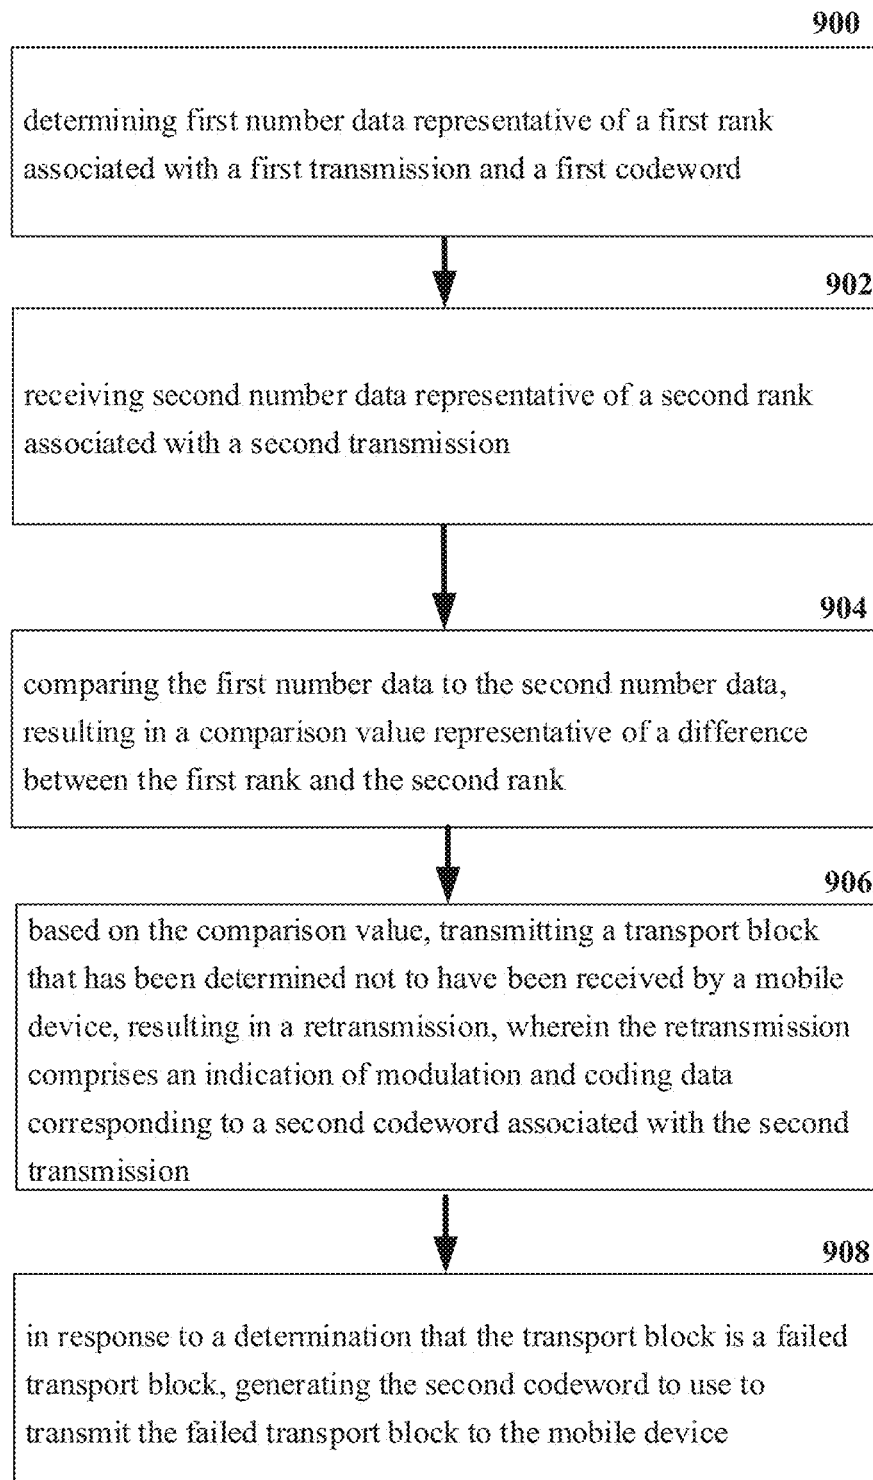 900
determining first number data representative of a first rank
associated with a first transmission and a first codeword
902
receiving second number data representative of a second rank
associated with a second transmission
904
comparing the first number data to the second number data,
resulting in a comparison value representative of a difference
between the first rank and the second rank
906
based on the comparison value, transmitting a transport block
that has been determined not to have been received by a mobile
device, resulting in a retransmission, wherein the retransmission
comprises an indication of modulation and coding data
corresponding to a second codeword associated with the second
transmission
908
in response to a determination that the transport block is a failed
transport block, generating the second codeword to use to
transmit the failed transport block to the mobile device